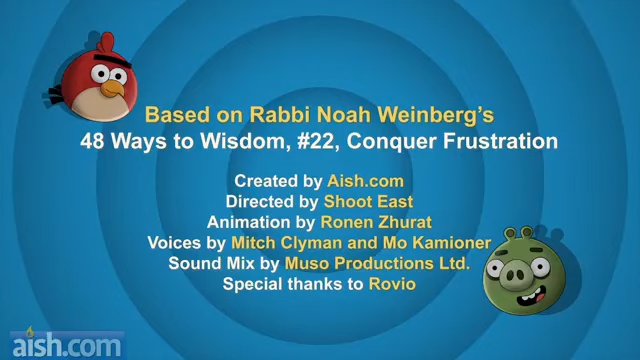 Based on Rabbi Noah Weinberg's
48 Ways to Wisdom, #22, Conquer Frustration
Created by Aish.com
Directed by Shoot East
Animation by Ronen Zhurat
Voices by Mitch Clyman and Mo Kamioner
Sound Mix by Muso Productions Ltd.
Special thanks to Rovio
aish.com